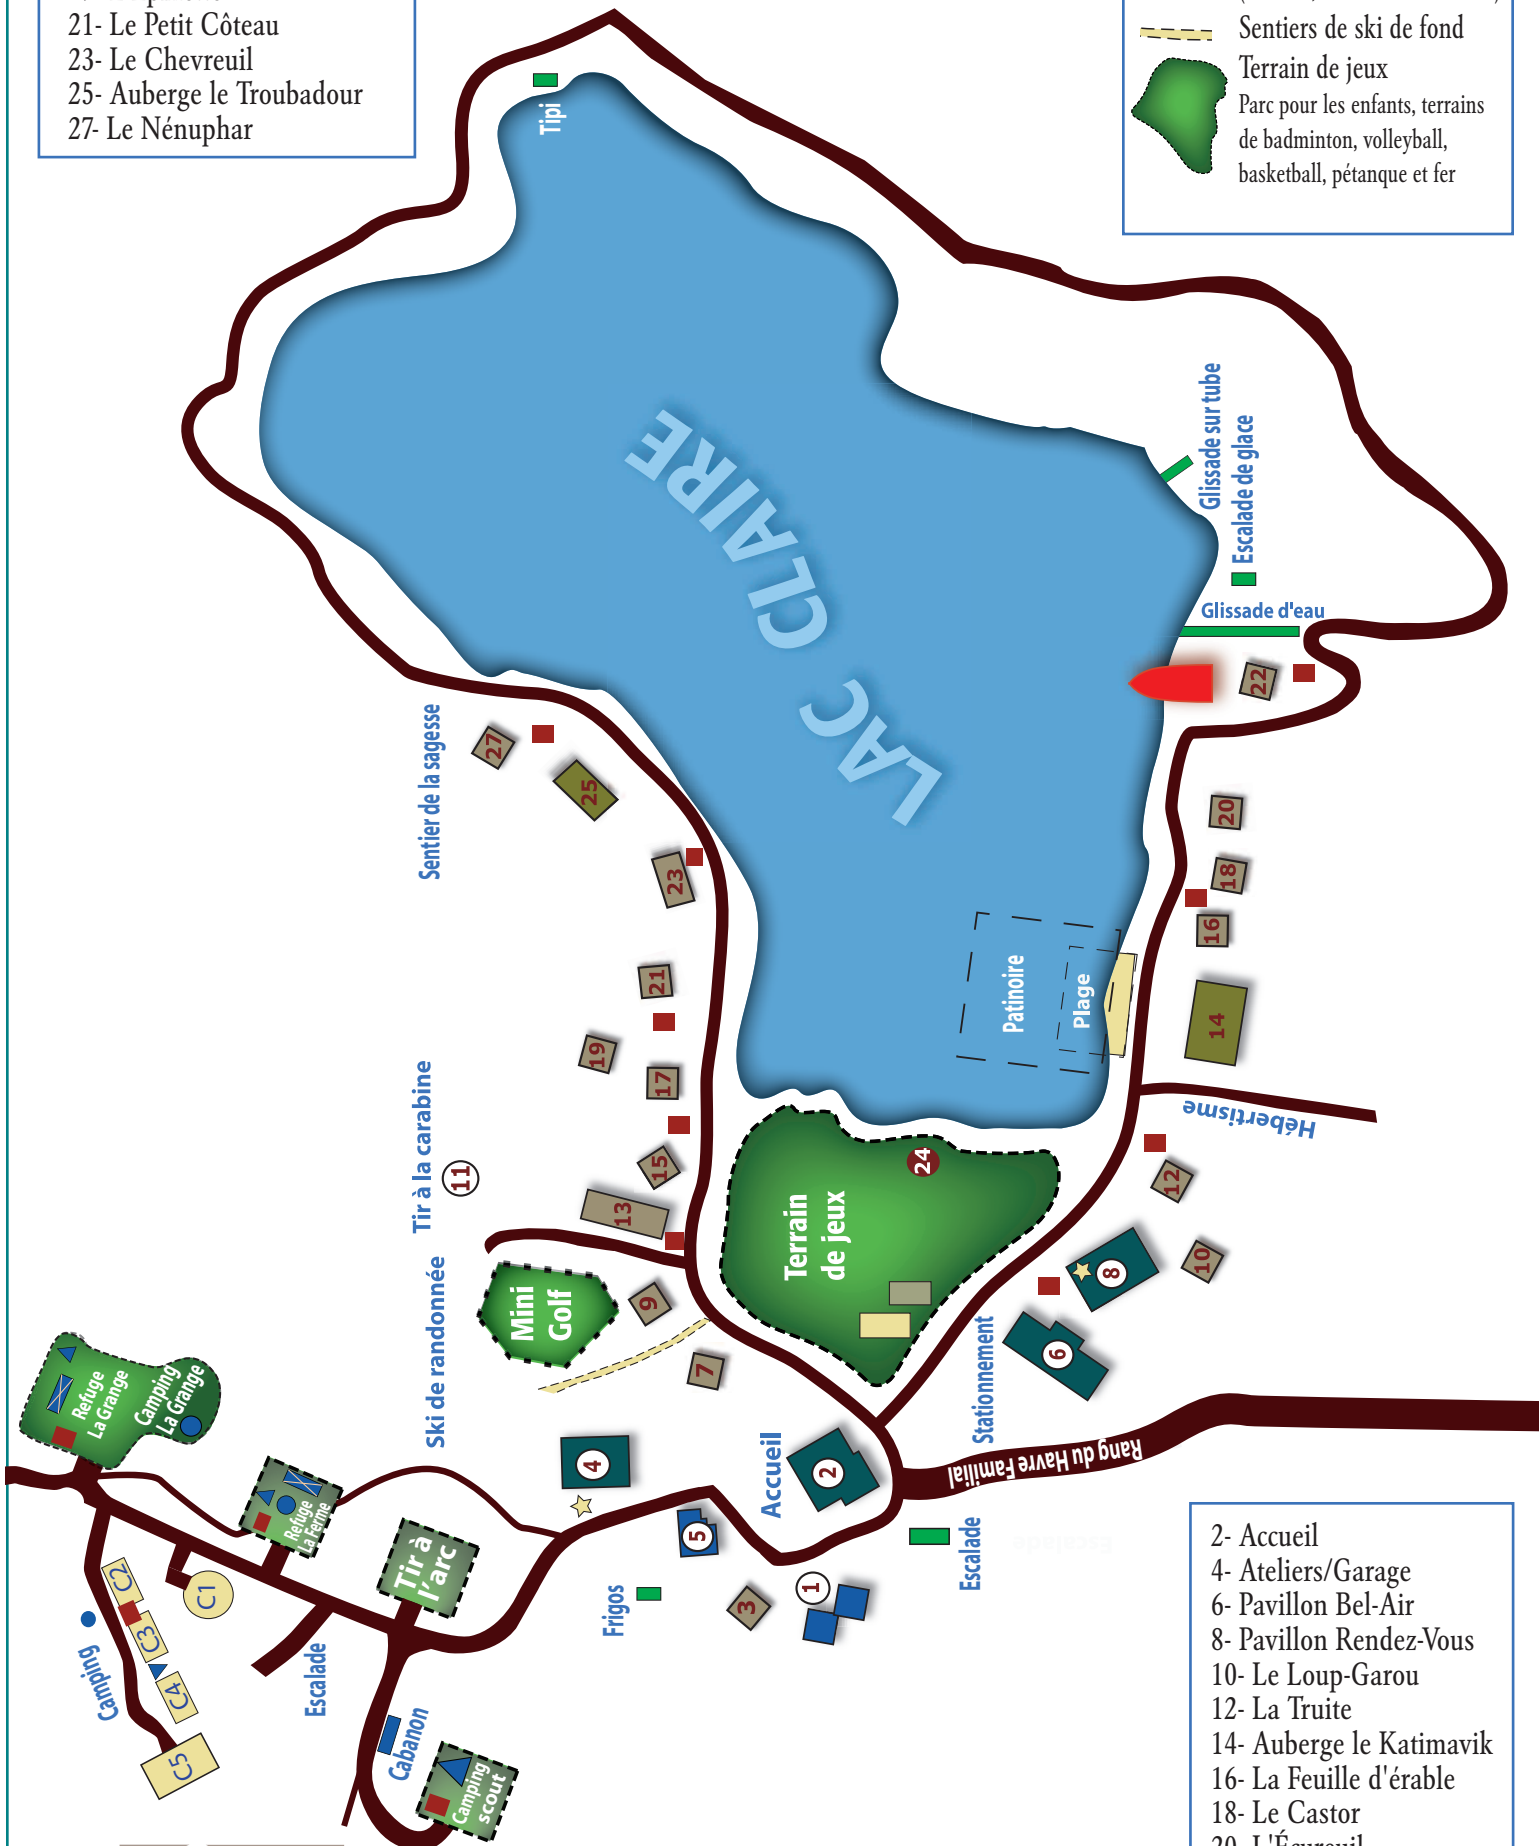 21- Le Petit Côteau
23- Le Chevreuil
25- Auberge le Troubadour
27- Le Nénuphar
Sentiers de ski de fond
Terrain de jeux
Parc pour les enfants, terrains
de badminton, volleyball,
basketball, pétanque et fer
Tipi
LAC CLAIRE
Glissade sur tube
Escalade de glace
Glissade d'eau
22
20
18
16
14
Sentier de la sagesse
27
25
23
21
19
17
15
13
Tir à la carabine
11
Patinoire
Plage
Hébertisme
12
10
8
6
Stationnement
Terrain
de jeux
24
Mini
Golf
9
7
Ski de randonnée
Refuge
La Grange
Camping
La Grange
Refuge
La Ferme
Tir à
l'arc
4
5
Accueil
2
Rang du Havre Familial
Escalade
Escalade
Frigos
3
1
Camping
C1
C2
C3
C4
C5
Escalade
Cabanon
Camping
scout
2- Accueil
4- Ateliers/Garage
6- Pavillon Bel-Air
8- Pavillon Rendez-Vous
10- Le Loup-Garou
12- La Truite
14- Auberge le Katimavik
16- La Feuille d'érable
18- Le Castor
20- L'Écureuil